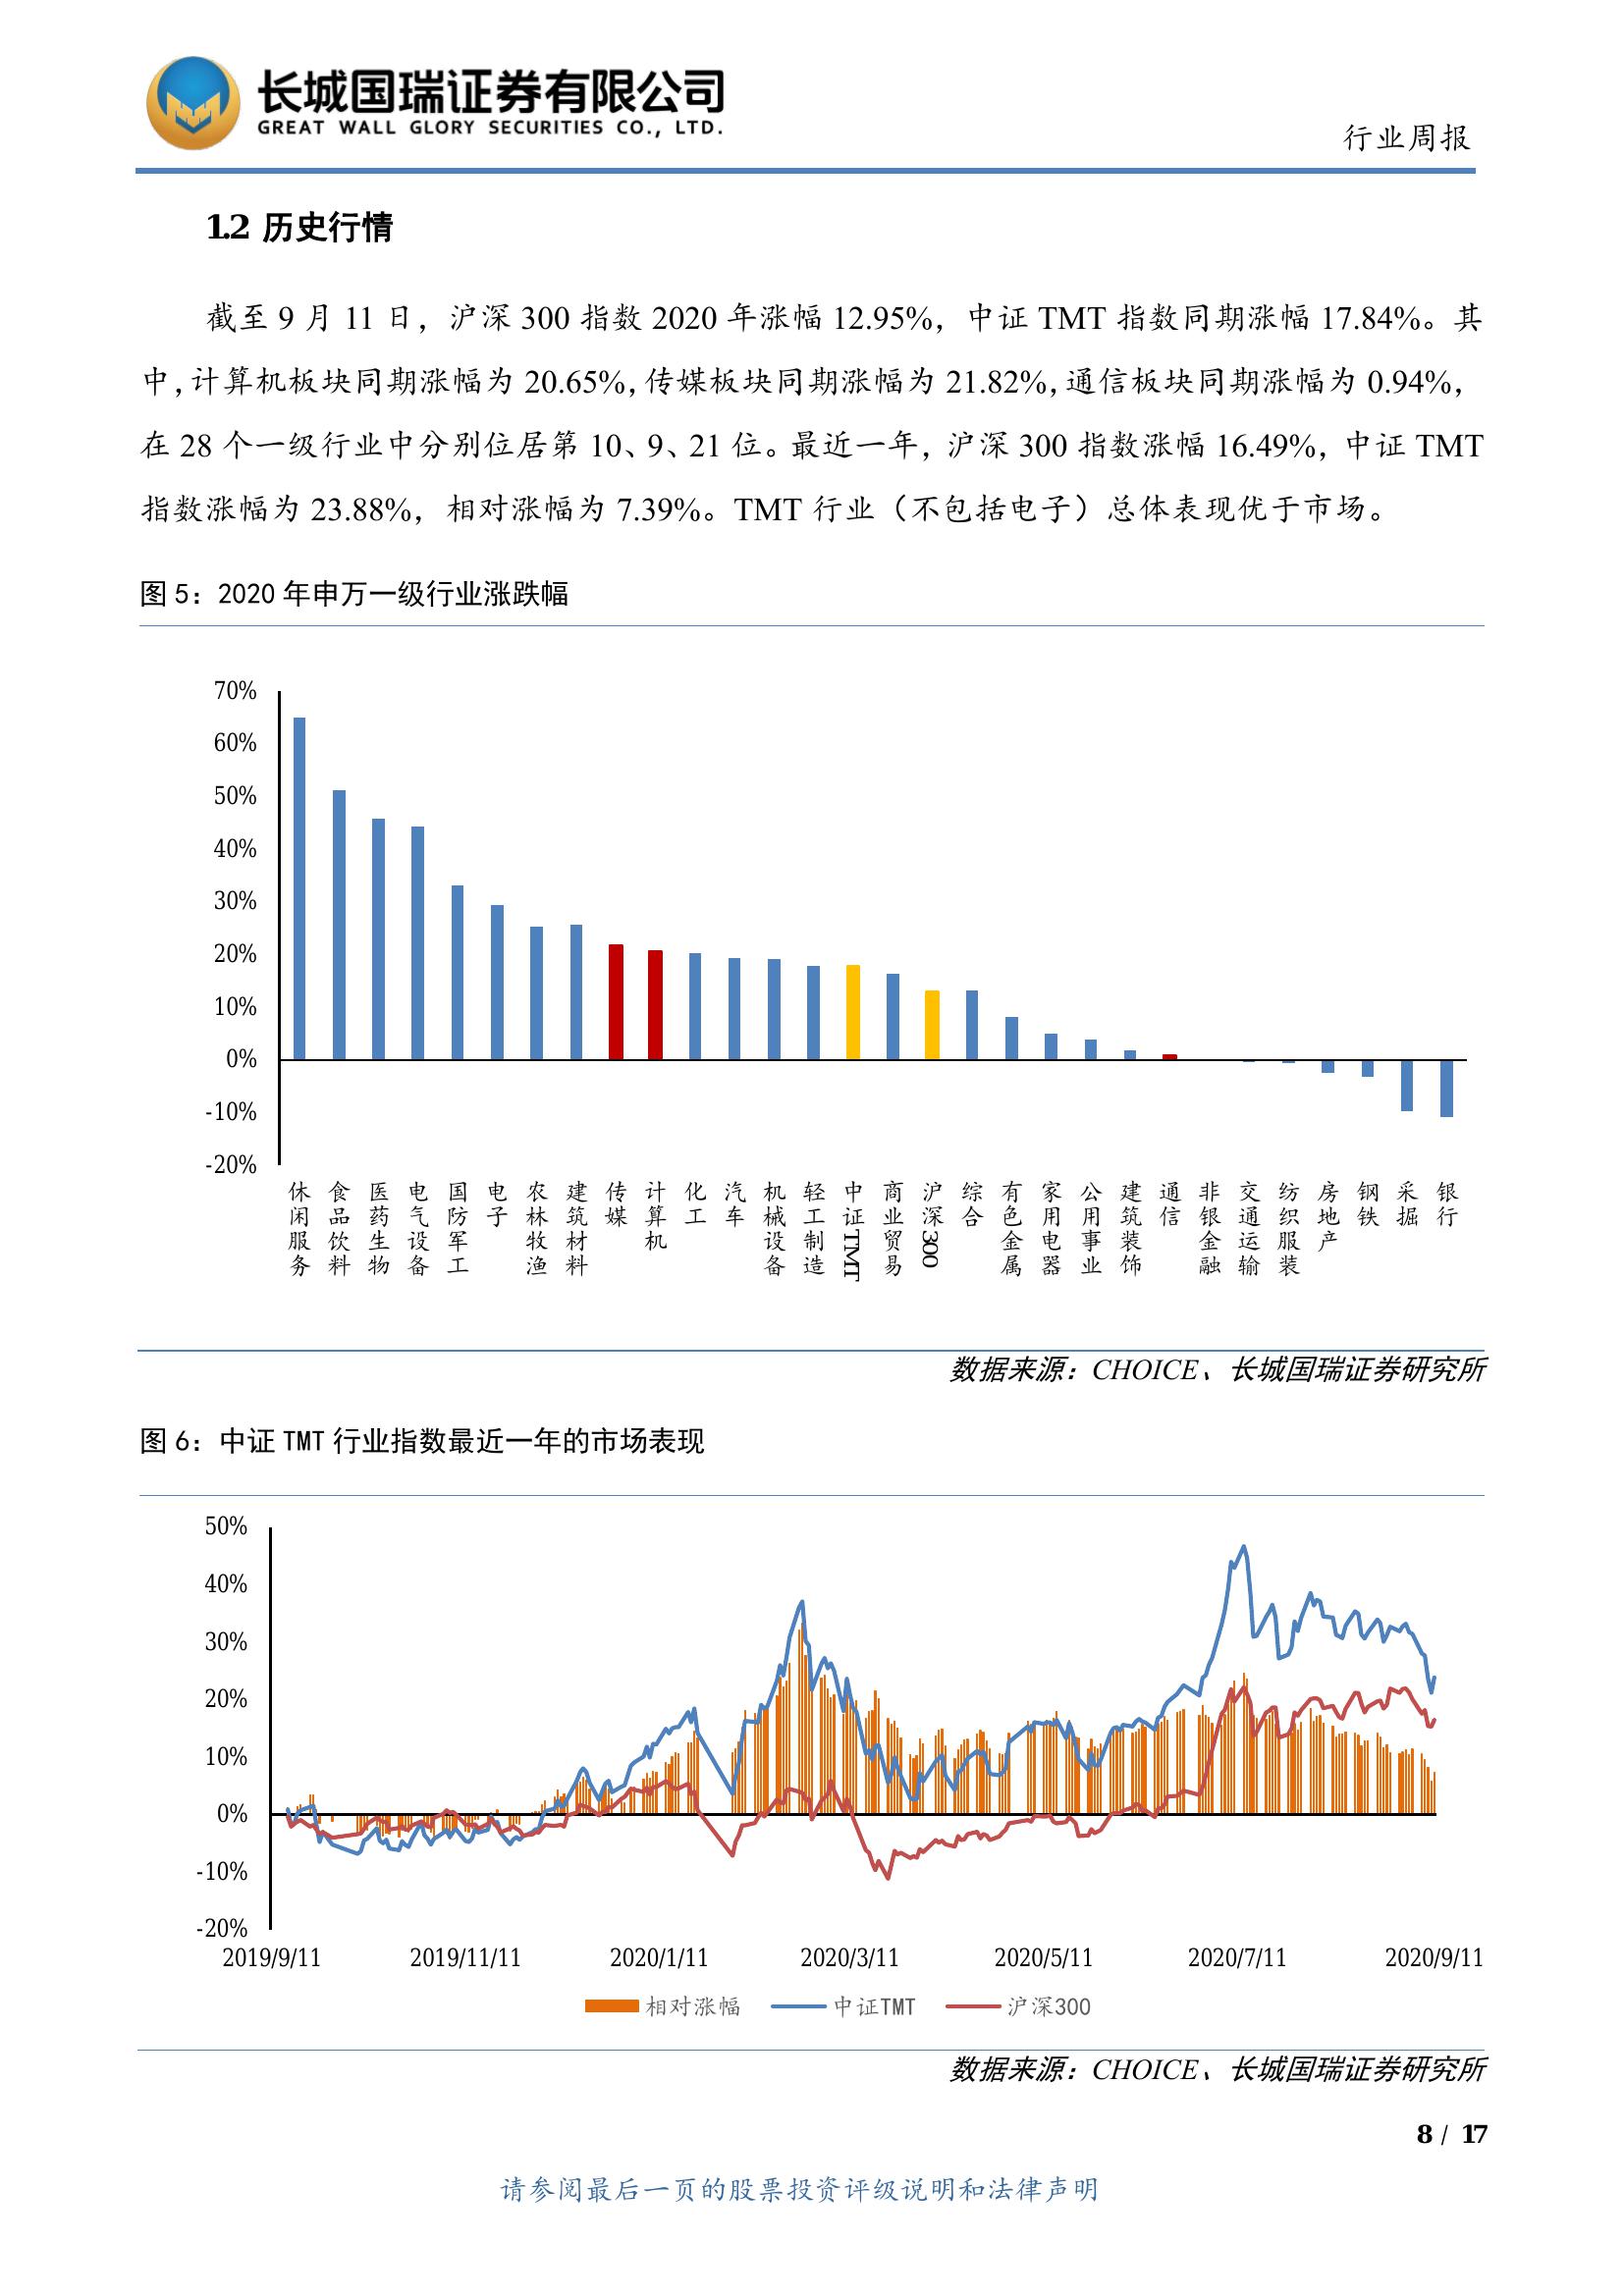 长城国瑞证券有限公司
GREAT WALL GLORY SECURITIES CO., LTD.
行业周报
1.2 历史行情
截至 9 月 11 日，沪深 300 指数 2020 年涨幅 12.95%，中证 TMT 指数同期涨幅 17.84%。其
中，计算机板块同期涨幅为 20.65%，传媒板块同期涨幅为 21.82%，通信板块同期涨幅为 0.94%，
在 28 个一级行业中分别位居第 10、9、21 位。最近一年，沪深 300 指数涨幅 16.49%，中证 TMT
指数涨幅为 23.88%，相对涨幅为 7.39%。TMT 行业（不包括电子）总体表现优于市场。
图 5：2020 年申万一级行业涨跌幅
70%
60%
50%
40%
30%
20%
10%
0%
-10%
-20%
休闲服务
食品饮料
医药生物
电气设备
国防军工
电子
农林牧渔
建筑材料
传媒
计算机
化工
汽车
机械设备
轻工制造
中证TMT
商业贸易
沪深300
综合
有色金属
家用电器
公用事业
建筑装饰
通信
非银金融
交通运输
纺织服装
房地产
钢铁
采掘
银行
数据来源：CHOICE、长城国瑞证券研究所
图 6：中证 TMT 行业指数最近一年的市场表现
50%
40%
30%
20%
10%
0%
-10%
-20%
2019/9/11 2019/11/11 2020/1/11 2020/3/11 2020/5/11 2020/7/11 2020/9/11
相对涨幅 中证TMT 沪深300
数据来源：CHOICE、长城国瑞证券研究所
8 / 17
请参阅最后一页的股票投资评级说明和法律声明